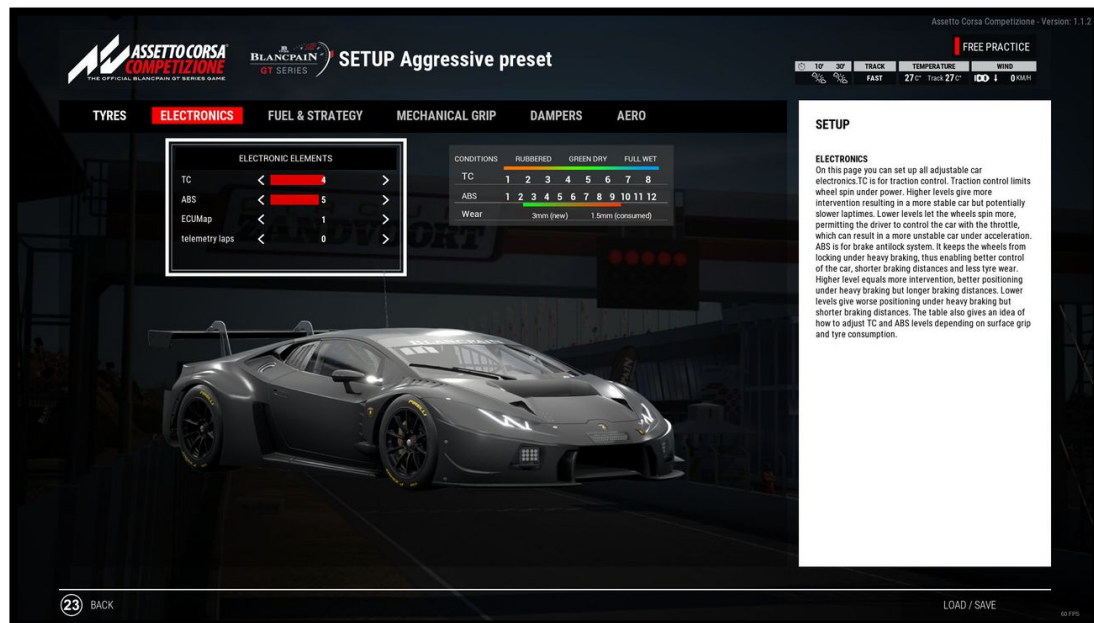 Assetto Corsa Competizione - Version: 1.1.2
ASSETTO CORSA
COMPETIZIONE
THE OFFICIAL BLANCPAIN GT SERIES GAME
BLANCPAIN
GT SERIES
SETUP Aggressive preset
FREE PRACTICE
10' 30' TRACK TEMPERATURE WIND
FAST 27 C° Track 27 C° 0 KM/H
TYRES ELECTRONICS FUEL & STRATEGY MECHANICAL GRIP DAMPERS AERO
ELECTRONIC ELEMENTS
TC 4
ABS 5
ECUMap 1
telemetry laps 0
CONDITIONS RUBBERED GREEN DRY FULL WET
TC 1 2 3 4 5 6 7 8
ABS 1 2 3 4 5 6 7 8 9 10 11 12
Wear 3mm (new) 1.5mm (consumed)
SETUP
ELECTRONICS
On this page you can set up all adjustable car
electronics.TC is for traction control. Traction control limits
wheel spin under power. Higher levels give more
intervention resulting in a more stable car but potentially
slower laptimes. Lower levels let the wheels spin more,
permitting the driver to control the car with the throttle,
which can result in a more unstable car under acceleration.
ABS is for brake antilock system. It keeps the wheels from
locking under heavy braking, thus enabling better control
of the car, shorter braking distances and less tyre wear.
Higher level equals more intervention, better positioning
under heavy braking but longer braking distances. Lower
levels give worse positioning under heavy braking but
shorter braking distances. The table also gives an idea of
how to adjust TC and ABS levels depending on surface grip
and tyre consumption.
ZANDVOORT
BLANCPAIN
PIRELLI
PIRELLI
23 BACK
LOAD / SAVE
60 FPS